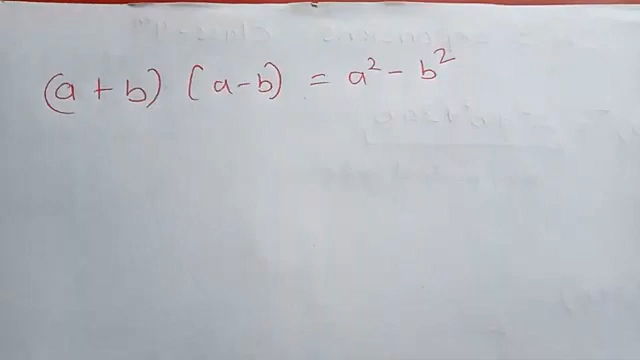 (a + b) (a - b) = a² - b²